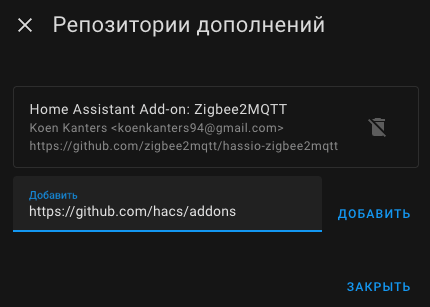 Репозитории дополнений
Home Assistant Add-on: Zigbee2MQTT
Koen Kanters <koenkanters94@gmail.com>
https://github.com/zigbee2mqtt/hassio-zigbee2mqtt
Добавить
https://github.com/hacs/addons
ДОБАВИТЬ
ЗАКРЫТЬ